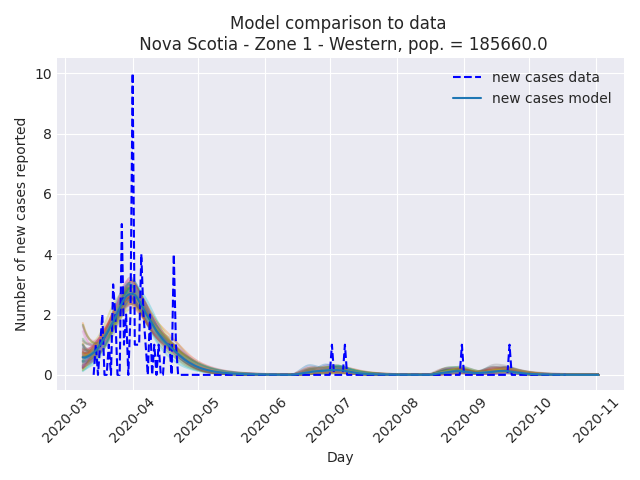 Model comparison to data
Nova Scotia - Zone 1 - Western, pop. = 185660.0
new cases data
new cases model
Number of new cases reported
10
8
6
4
2
0
2020-03
2020-04
2020-05
2020-06
2020-07
2020-08
2020-09
2020-10
2020-11
Day